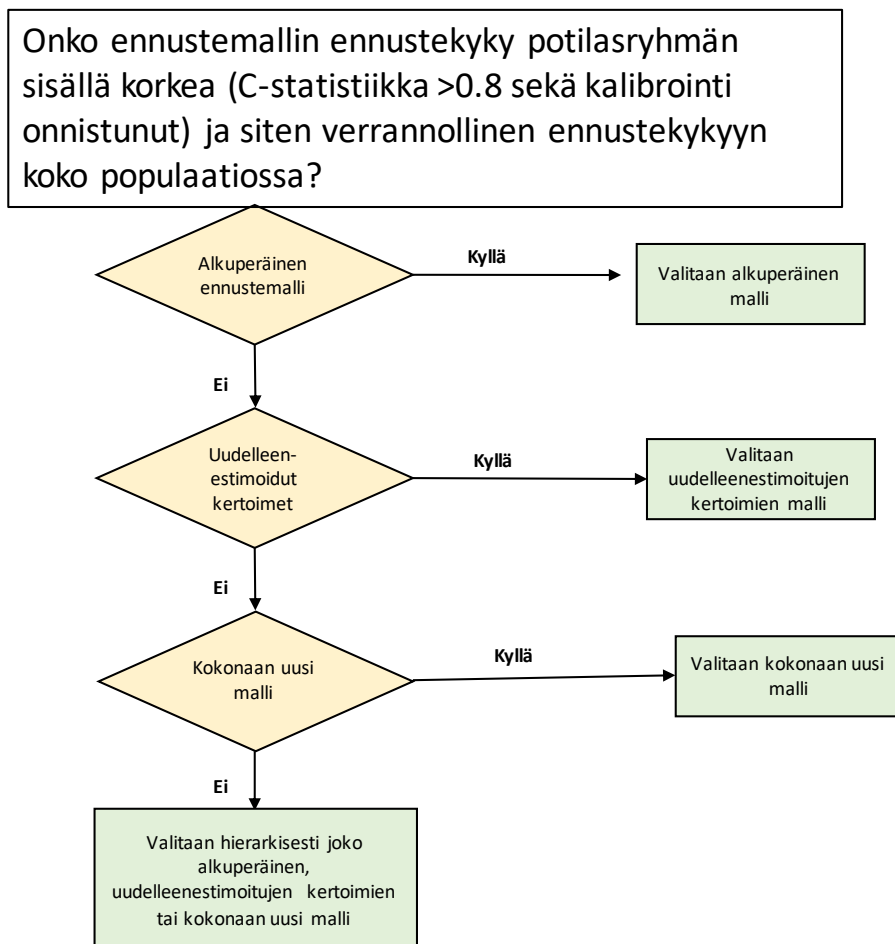 Onko ennustemallin ennustekyky potilasryhmän
sisällä korkea (C-statistiikka >0.8 sekä kalibrointi
onnistunut) ja siten verrannollinen ennustekykyyn
koko populaatiossa?
Alkuperäinen
ennustemalli
Kyllä
Valitaan alkuperäinen
malli
Ei
Uudelleen-
estimoidut
kertoimet
Kyllä
Valitaan
uudelleenestimoitujen
kertoimien malli
Ei
Kokonaan uusi
malli
Kyllä
Valitaan kokonaan uusi
malli
Ei
Valitaan hierarkisesti joko
alkuperäinen,
uudelleenestimoitujen kertoimien
tai kokonaan uusi malli